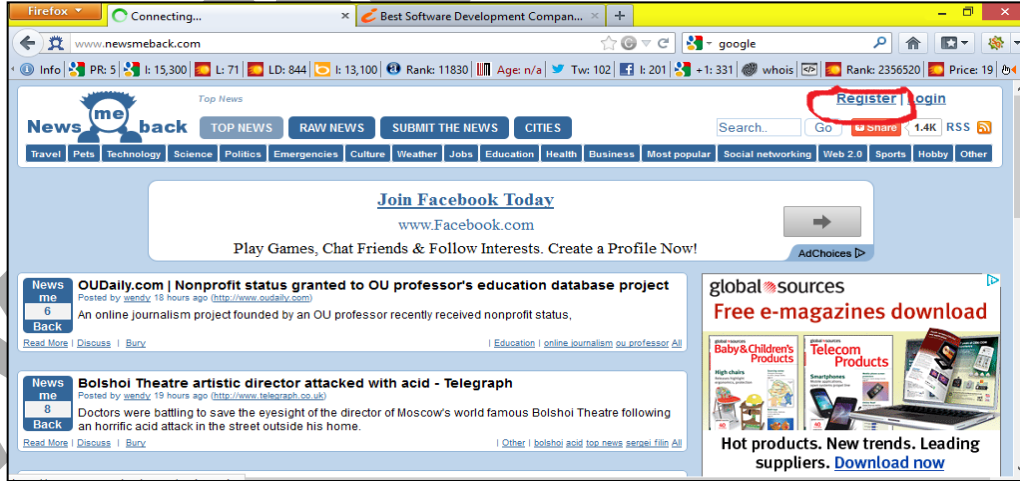 Firefox
Connecting... Best Software Development Compan...
www.newsmeback.com google
Info PR: 5 I: 15,300 L: 71 LD: 844 I: 13,100 Rank: 11830 Age: n/a Tw: 102 I: 201 +1: 331 whois Rank: 2356520 Price: 19
Top News Register | Login
News me back TOP NEWS RAW NEWS SUBMIT THE NEWS CITIES Search.. Go Share 1.4K RSS
Travel Pets Technology Science Politics Emergencies Culture Weather Jobs Education Health Business Most popular Social networking Web 2.0 Sports Hobby Other
Join Facebook Today
www.Facebook.com
Play Games, Chat Friends & Follow Interests. Create a Profile Now!
AdChoices
News me 6 Back
OUDaily.com | Nonprofit status granted to OU professor's education database project
Posted by wendy 18 hours ago (http://www.oudaily.com)
An online journalism project founded by an OU professor recently received nonprofit status,
Read More | Discuss | Bury | Education | online journalism ou professor All
News me 8 Back
Bolshoi Theatre artistic director attacked with acid - Telegraph
Posted by wendy 19 hours ago (http://www.telegraph.co.uk)
Doctors were battling to save the eyesight of the director of Moscow's world famous Bolshoi Theatre following
an horrific acid attack in the street outside his home.
Read More | Discuss | Bury | Other | bolshoi acid top news sergei filin All
global sources
Free e-magazines download
Baby&Children's Products
High chairs
Telecom Products
Smartphones
Hot products. New trends. Leading
suppliers. Download now